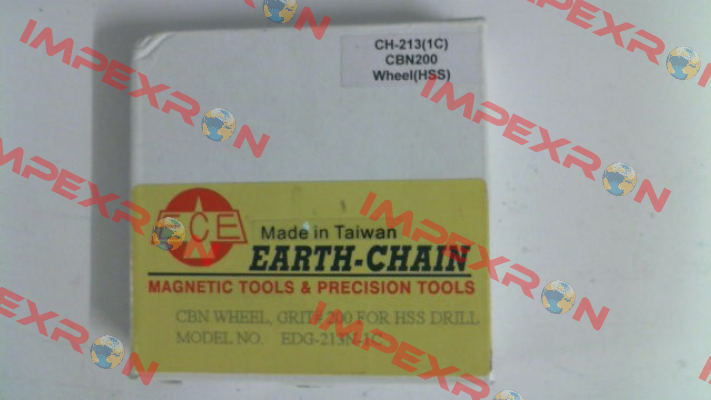 CH-213(1C)
CBN200
Wheel(HSS)
ECE
Made in Taiwan
EARTH-CHAIN
MAGNETIC TOOLS & PRECISION TOOLS
CBN WHEEL, GRIT# 200 FOR HSS DRILL
MODEL NO. EDG-213N-1C
IMPEXRON
IMPEXRON
IMPEXRON
IMPEXRON
IMPEXRON
IMPEXRON